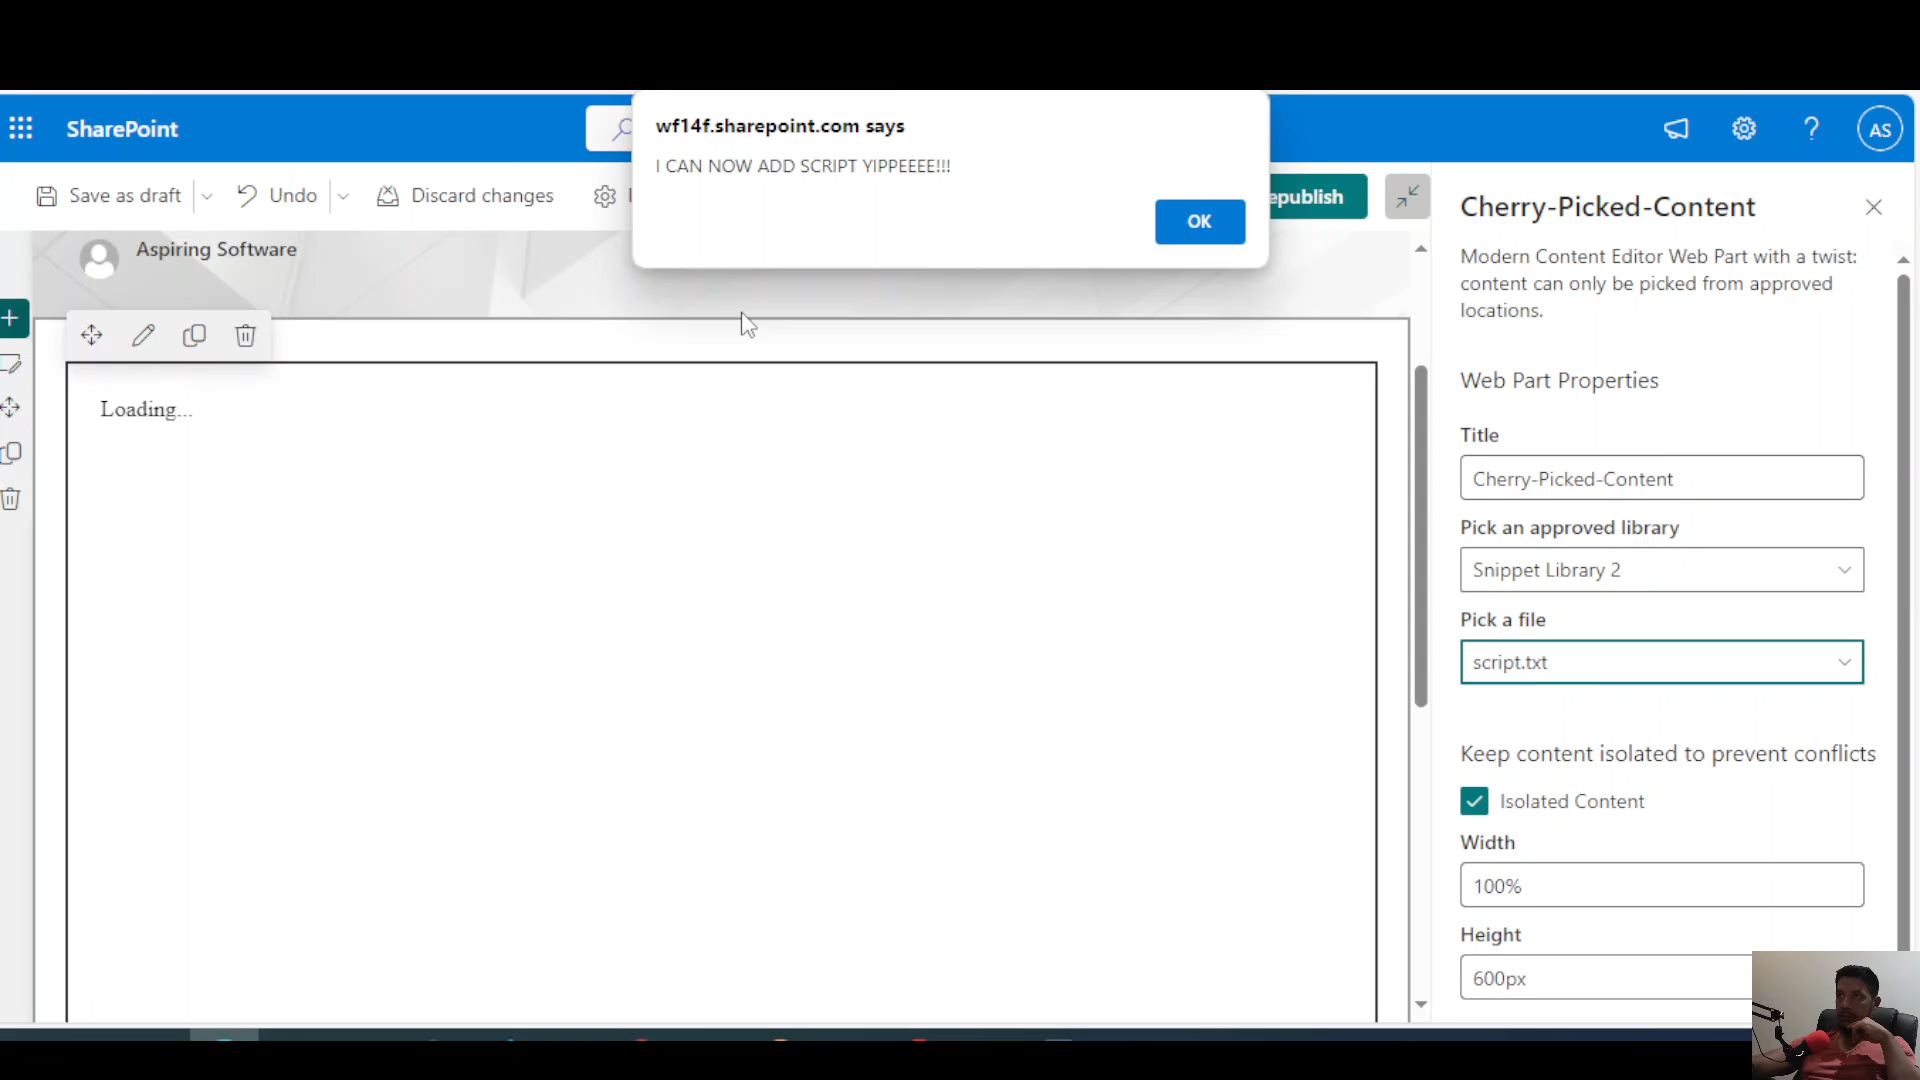 SharePoint
wf14f.sharepoint.com says
I CAN NOW ADD SCRIPT YIPPEEEE!!!
OK
AS
Save as draft
Undo
Discard changes
epublish
Aspiring Software
Loading...
Cherry-Picked-Content
Modern Content Editor Web Part with a twist:
content can only be picked from approved
locations.
Web Part Properties
Title
Cherry-Picked-Content
Pick an approved library
Snippet Library 2
Pick a file
script.txt
Keep content isolated to prevent conflicts
Isolated Content
Width
100%
Height
600px